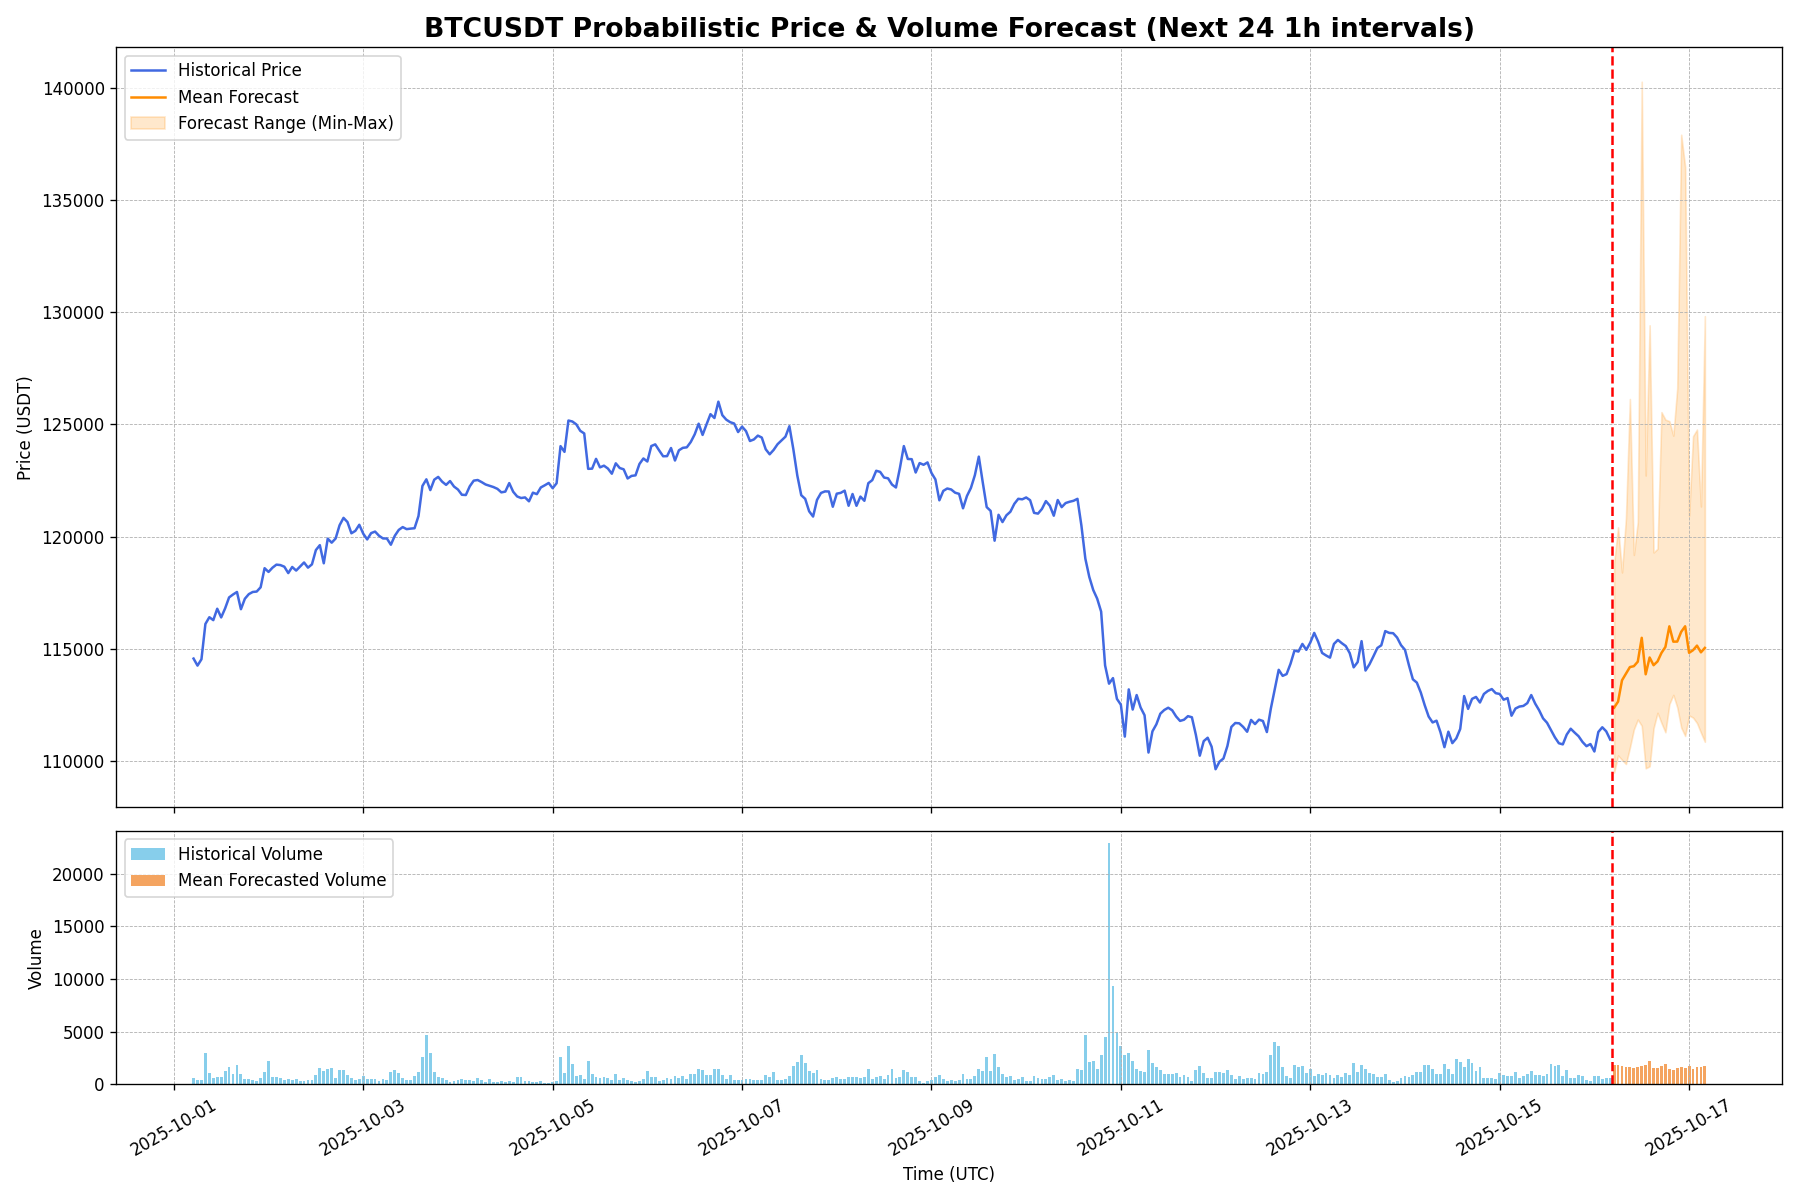 BTCUSDT Probabilistic Price & Volume Forecast (Next 24 1h intervals)
Historical Price
Mean Forecast
Forecast Range (Min-Max)
140000
135000
130000
125000
120000
115000
110000
Price (USDT)
Historical Volume
Mean Forecasted Volume
20000
15000
10000
5000
0
Volume
2025-10-01
2025-10-03
2025-10-05
2025-10-07
2025-10-09
2025-10-11
2025-10-13
2025-10-15
2025-10-17
Time (UTC)